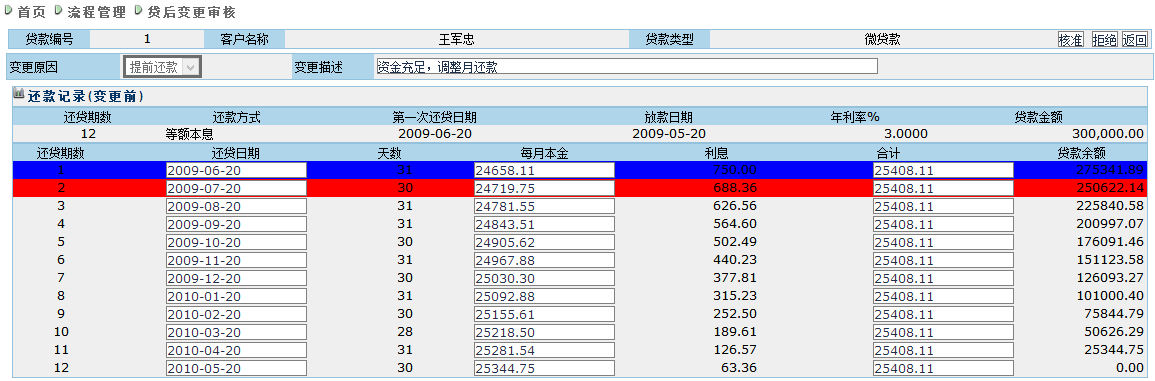 首页 流程管理 贷后变更审核
贷款编号 1 客户名称 王军忠 贷款类型 微贷款 核准 拒绝 返回
变更原因 提前还款 变更描述 资金充足，调整月还款
还款记录(变更前)
还贷期数 还款方式 第一次还贷日期 放款日期 年利率% 贷款金额
12 等额本息 2009-06-20 2009-05-20 3.0000 300,000.00
还贷期数 还贷日期 天数 每月本金 利息 合计 贷款余额
1 2009-06-20 31 24658.11 750.00 25408.11 275341.89
2 2009-07-20 30 24719.75 688.36 25408.11 250622.14
3 2009-08-20 31 24781.55 626.56 25408.11 225840.58
4 2009-09-20 31 24843.51 564.60 25408.11 200997.07
5 2009-10-20 30 24905.62 502.49 25408.11 176091.46
6 2009-11-20 31 24967.88 440.23 25408.11 151123.58
7 2009-12-20 30 25030.30 377.81 25408.11 126093.27
8 2010-01-20 31 25092.88 315.23 25408.11 101000.40
9 2010-02-20 30 25155.61 252.50 25408.11 75844.79
10 2010-03-20 28 25218.50 189.61 25408.11 50626.29
11 2010-04-20 31 25281.54 126.57 25408.11 25344.75
12 2010-05-20 30 25344.75 63.36 25408.11 0.00